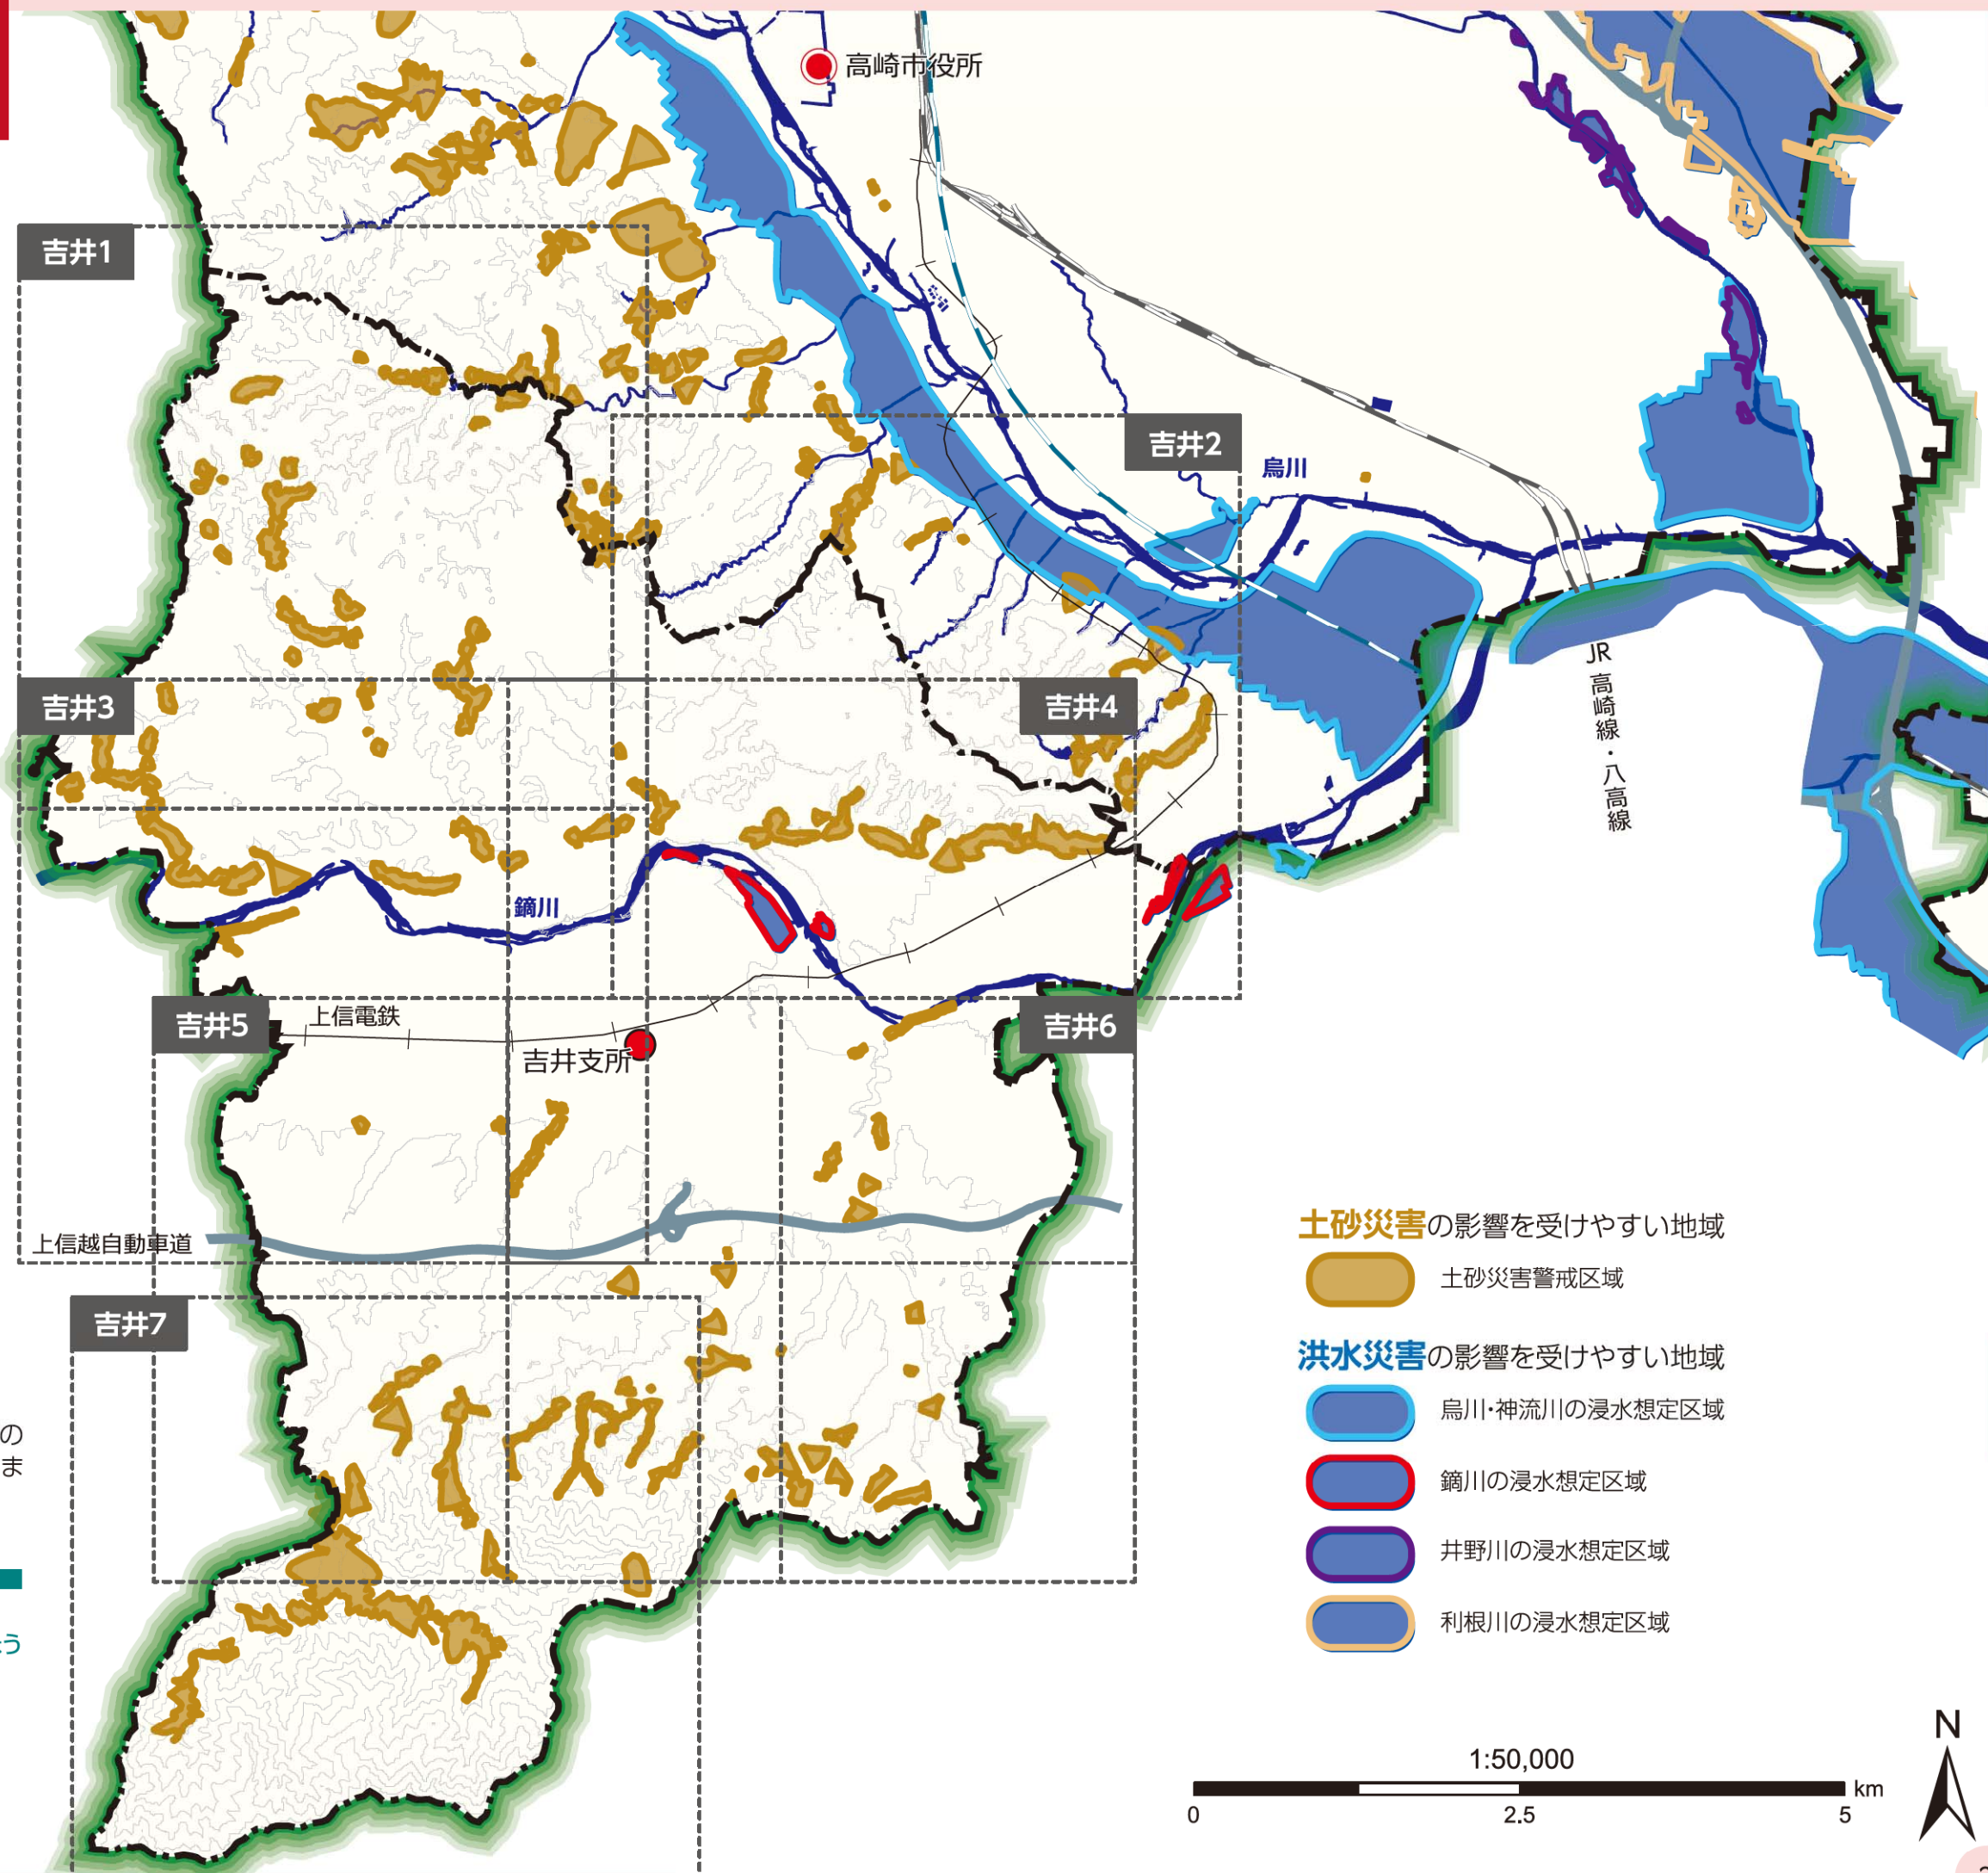 高崎市役所
吉井1
吉井2
烏川
吉井3
吉井4
JR 高崎線・八高線
鏑川
吉井5
上信電鉄
吉井6
吉井支所
上信越自動車道
吉井7
土砂災害の影響を受けやすい地域
土砂災害警戒区域
洪水災害の影響を受けやすい地域
烏川・神流川の浸水想定区域
鏑川の浸水想定区域
井野川の浸水想定区域
利根川の浸水想定区域
の
ま
う
N
1:50,000
km
0 2.5 5